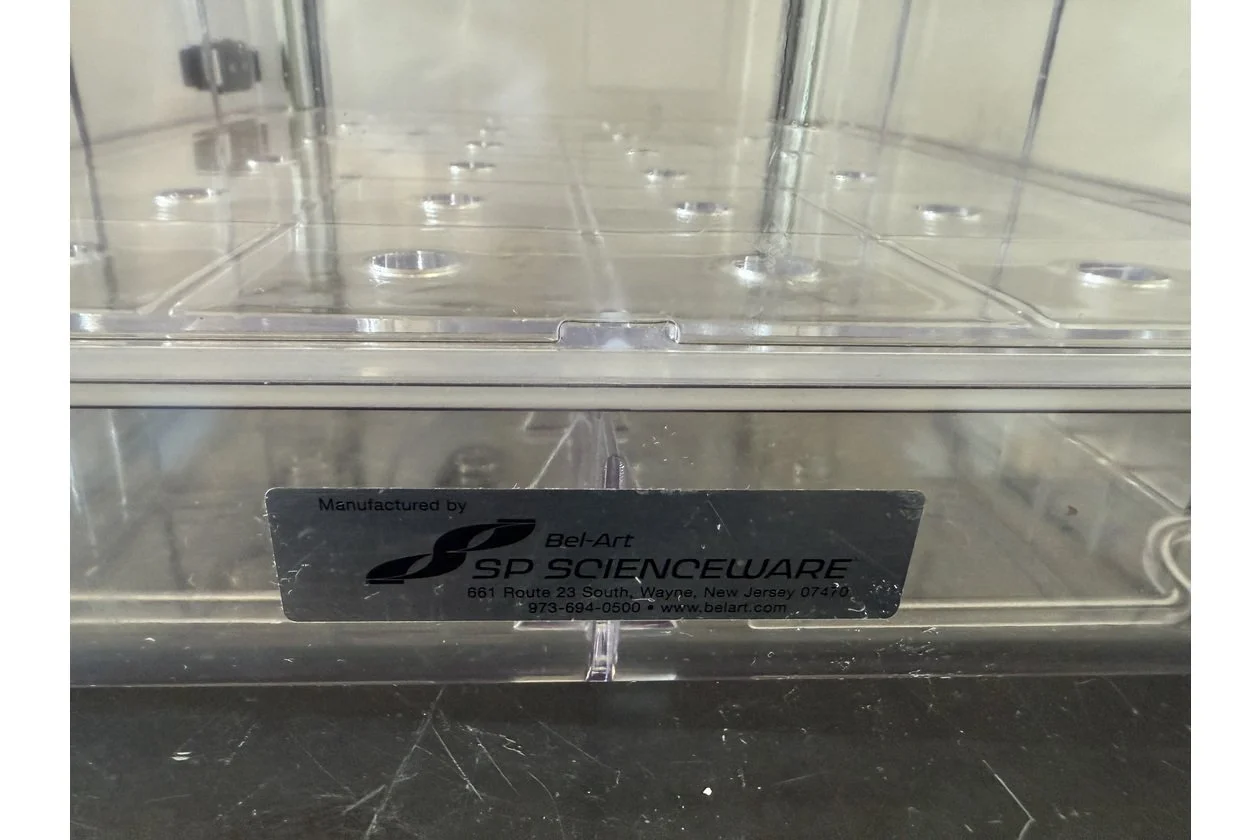 Manufactured by
Bel-Art
SP SCIENCEWARE
661 Route 23 South, Wayne, New Jersey 07470
973-694-0500 • www.belart.com